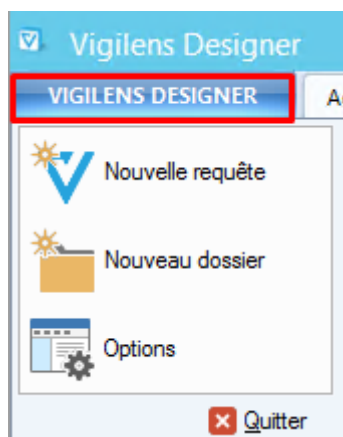 Vigilens Designer
VIGILENS DESIGNER
Nouvelle requête
Nouveau dossier
Options
Quitter